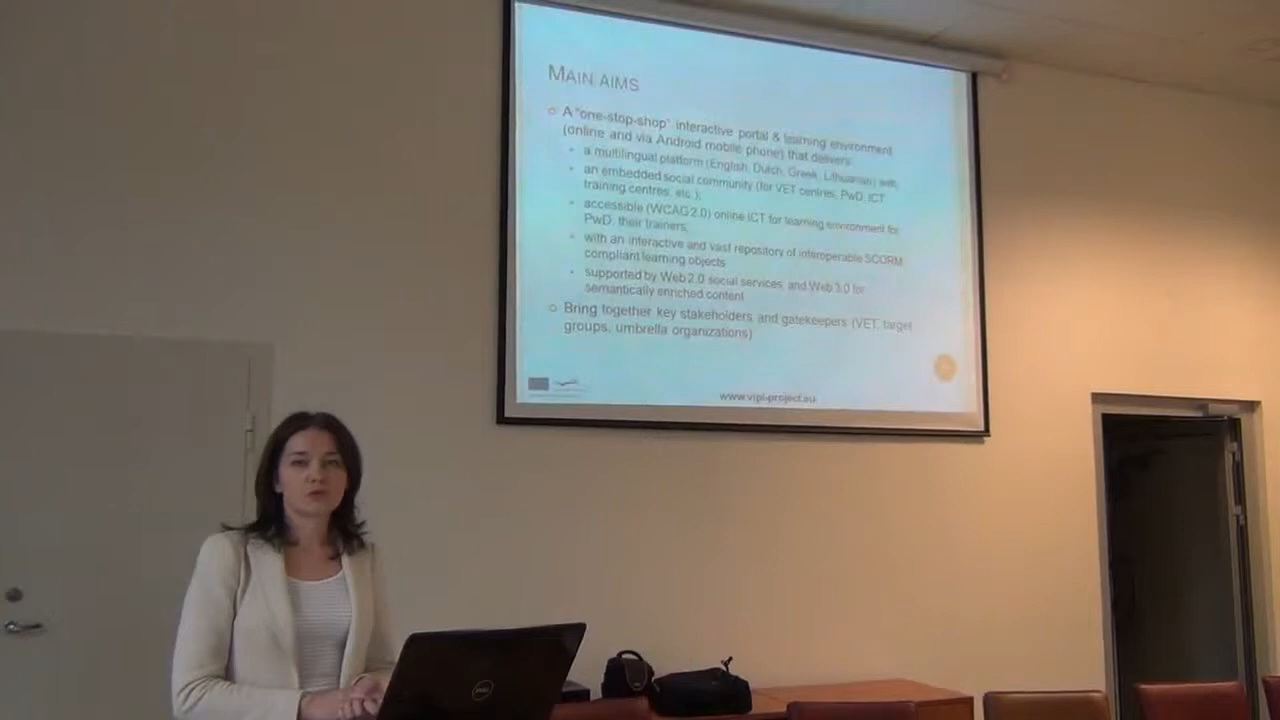 MAIN AIMS
A "one-stop-shop" interactive portal & learning environment
(online and via Android mobile phone) that delivers:
a multilingual platform (English, Dutch, Greek, Lithuanian) with
an embedded social community (for VET centres, PwD, ICT
training centres, etc.);
accessible (WCAG 2.0) online ICT for learning environment for
PwD, their trainers;
with an interactive and vast repository of interoperable SCORM
compliant learning objects
supported by Web 2.0 social services, and Web 3.0 for
semantically enriched content
Bring together key stakeholders and gatekeepers (VET, target
groups, umbrella organizations)
www.vipi-project.eu
DELL